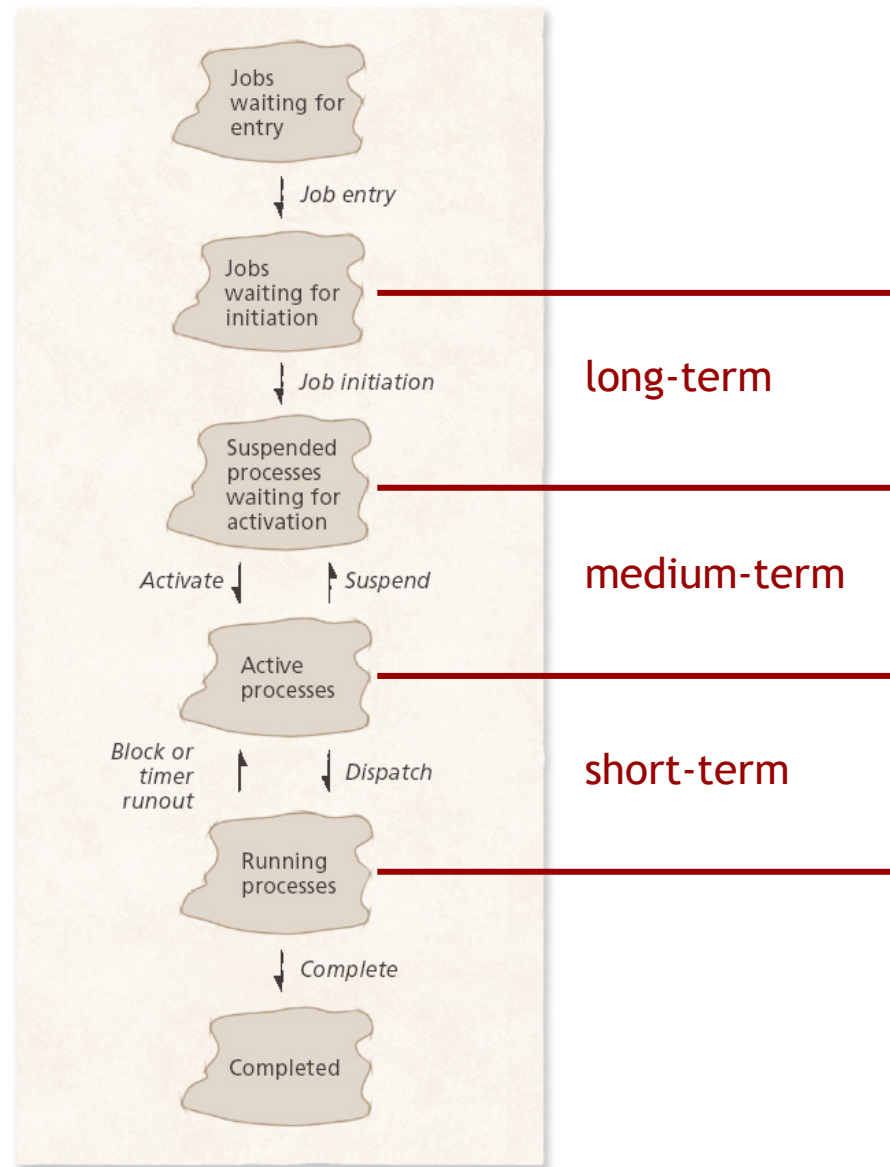 Jobs
waiting for
entry
Job entry
Jobs
waiting for
initiation
long-term
Job initiation
Suspended
processes
waiting for
activation
medium-term
Activate
Suspend
Active
processes
short-term
Block or
timer
runout
Dispatch
Running
processes
Complete
Completed